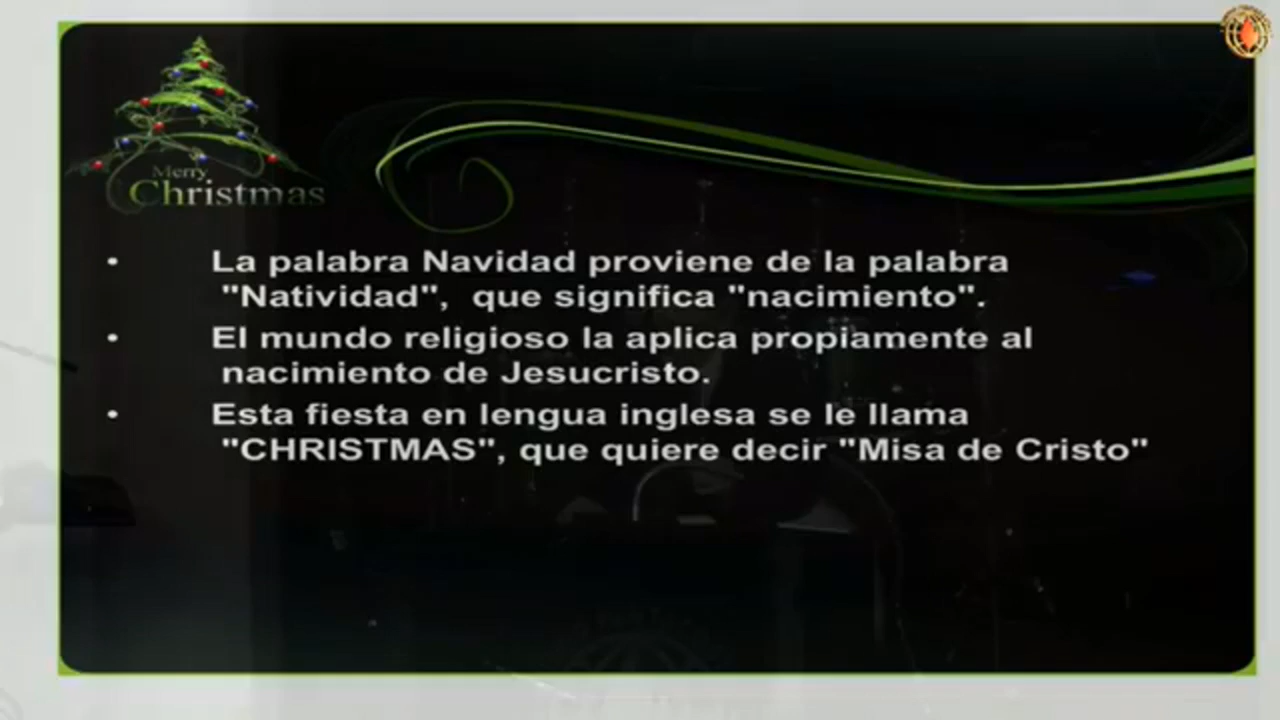 Merry
Christmas
• La palabra Navidad proviene de la palabra
"Natividad", que significa "nacimiento".
• El mundo religioso la aplica propiamente al
nacimiento de Jesucristo.
• Esta fiesta en lengua inglesa se le llama
"CHRISTMAS", que quiere decir "Misa de Cristo"